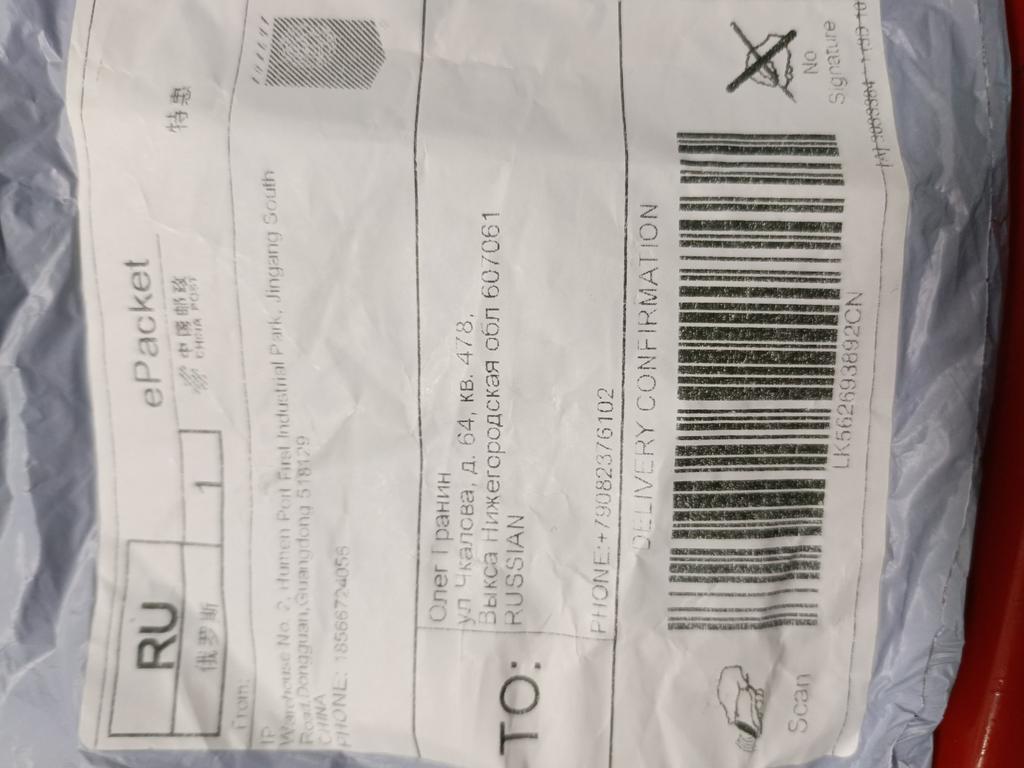 RU
俄罗斯 1
ePacket
中国邮政
CHINA POST
特惠
From:
IP
Warehouse No. 2, Humen Port First Industrial Park, Jingang South
Road,Dongguan,Guangdong 518129
CHINA
PHONE: 18566724055
TO:
Олег Гранин
ул Чкалова, д. 64, кв. 478,
Выкса Нижегородская обл 607061
RUSSIAN
PHONE:+79082376102
DELIVERY CONFIRMATION
Scan
LK562693892CN
No
Signature